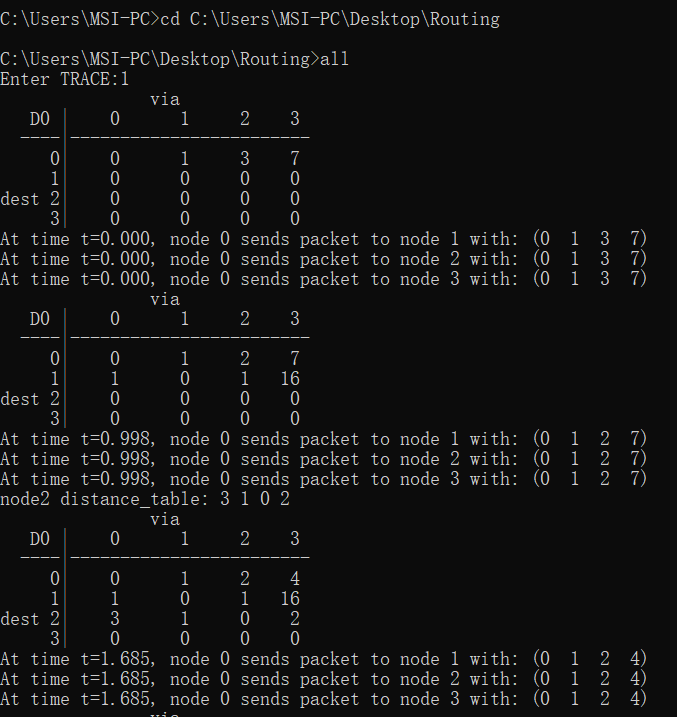 C:\Users\MSI-PC>cd C:\Users\MSI-PC\Desktop\Routing
C:\Users\MSI-PC\Desktop\Routing>all
Enter TRACE:1
via
D0 | 0 1 2 3
----|-----------------------
0| 0 1 3 7
1| 0 0 0 0
dest 2| 0 0 0 0
3| 0 0 0 0
At time t=0.000, node 0 sends packet to node 1 with: (0 1 3 7)
At time t=0.000, node 0 sends packet to node 2 with: (0 1 3 7)
At time t=0.000, node 0 sends packet to node 3 with: (0 1 3 7)
via
D0 | 0 1 2 3
----|-----------------------
0| 0 1 2 7
1| 1 0 1 16
dest 2| 0 0 0 0
3| 0 0 0 0
At time t=0.998, node 0 sends packet to node 1 with: (0 1 2 7)
At time t=0.998, node 0 sends packet to node 2 with: (0 1 2 7)
At time t=0.998, node 0 sends packet to node 3 with: (0 1 2 7)
node2 distance_table: 3 1 0 2
via
D0 | 0 1 2 3
----|-----------------------
0| 0 1 2 4
1| 1 0 1 16
dest 2| 3 1 0 2
3| 0 0 0 0
At time t=1.685, node 0 sends packet to node 1 with: (0 1 2 4)
At time t=1.685, node 0 sends packet to node 2 with: (0 1 2 4)
At time t=1.685, node 0 sends packet to node 3 with: (0 1 2 4)
via